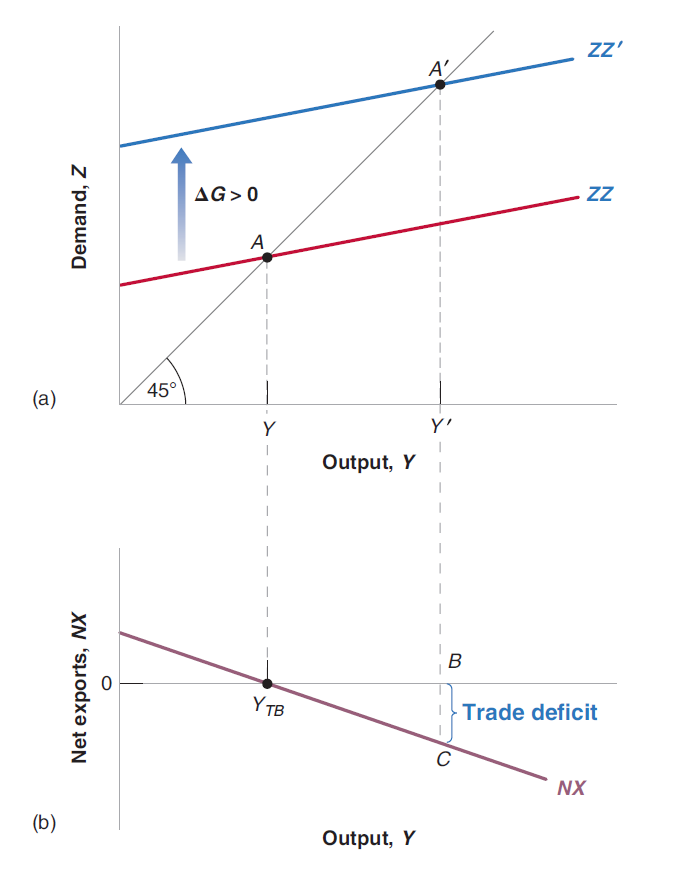 ZZ′
A′
Demand, Z
ΔG > 0
ZZ
A
45°
(a)
Y
Y′
Output, Y
Net exports, NX
B
0
Y_TB
Trade deficit
C
NX
(b)
Output, Y